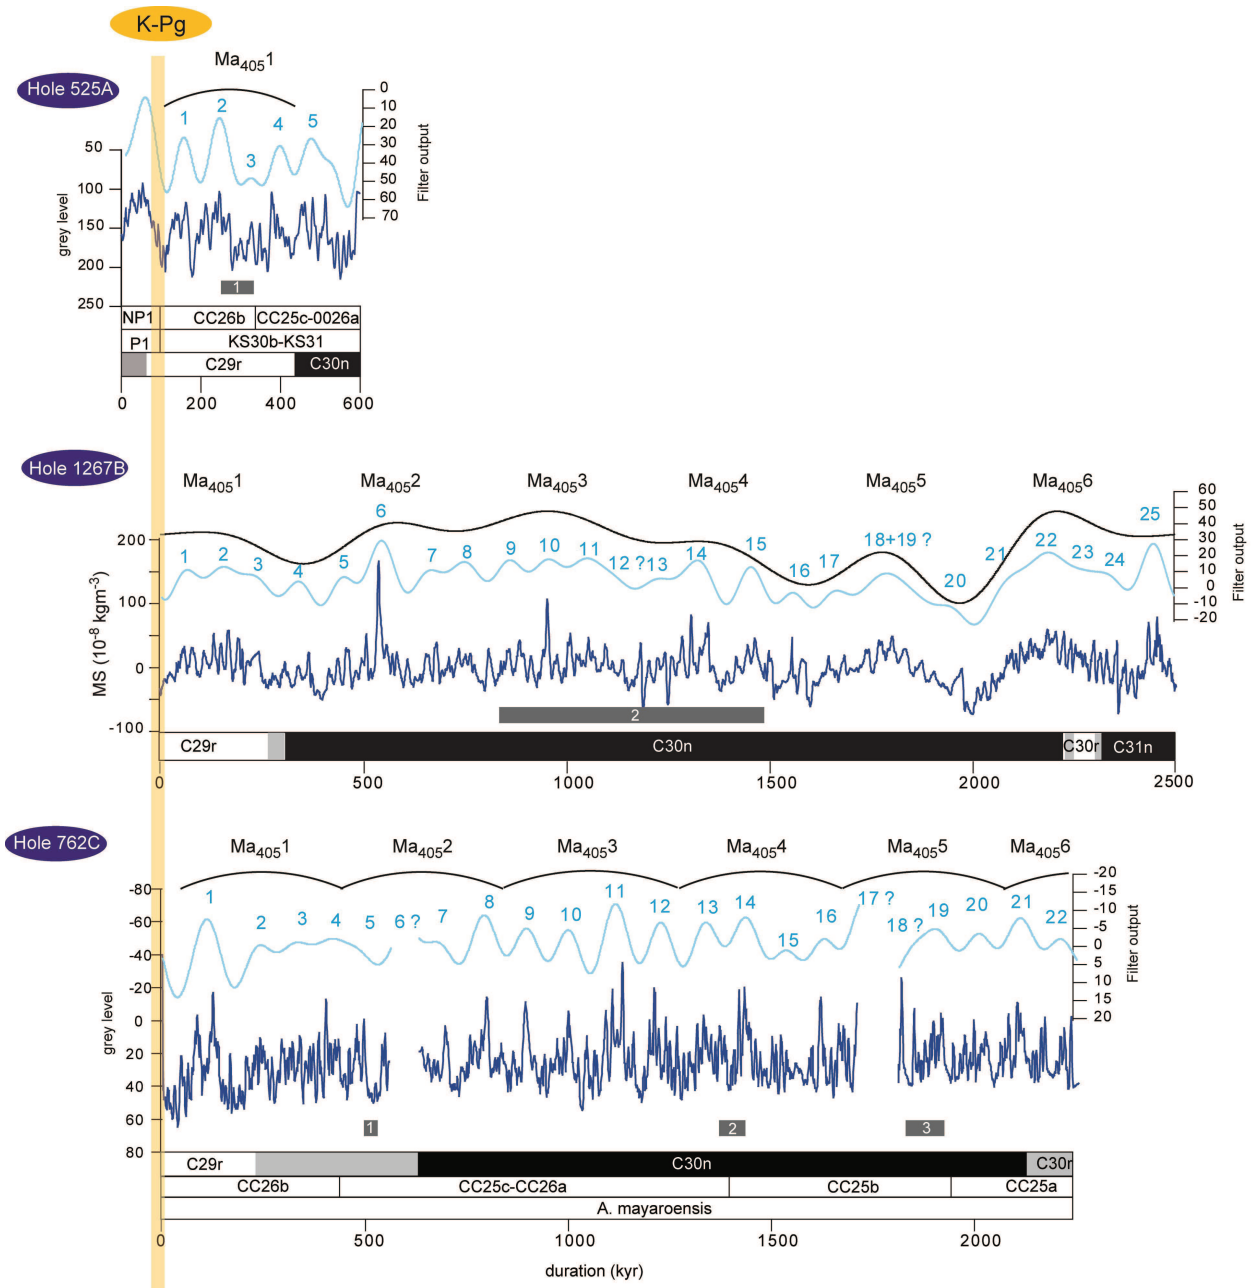 K-Pg
Hole 525A
Ma4051
0
10
20
30
40
50
60
70
Filter output
1
2
3
4
5
50
100
150
200
250
grey level
1
NP1
CC26b
CC25c-0026a
P1
KS30b-KS31
C29r
C30n
0
200
400
600
Hole 1267B
Ma4051
Ma4052
Ma4053
Ma4054
Ma4055
Ma4056
60
50
40
30
20
10
0
-10
-20
Filter output
1
2
3
4
5
6
7
8
9
10
11
12
?
13
14
15
16
17
18+19 ?
20
21
22
23
24
25
200
100
0
-100
MS (10⁻⁸ kgm⁻³)
2
C29r
C30n
C30r
C31n
0
500
1000
1500
2000
2500
Hole 762C
Ma4051
Ma4052
Ma4053
Ma4054
Ma4055
Ma4056
-20
-15
-10
-5
0
5
10
15
20
Filter output
1
2
3
4
5
6 ?
7
8
9
10
11
12
13
14
15
16
17 ?
18 ?
19
20
21
22
-80
-60
-40
-20
0
20
40
60
80
grey level
1
2
3
C29r
C30n
C30r
CC26b
CC25c-CC26a
CC25b
CC25a
A. mayaroensis
0
500
1000
1500
2000
duration (kyr)